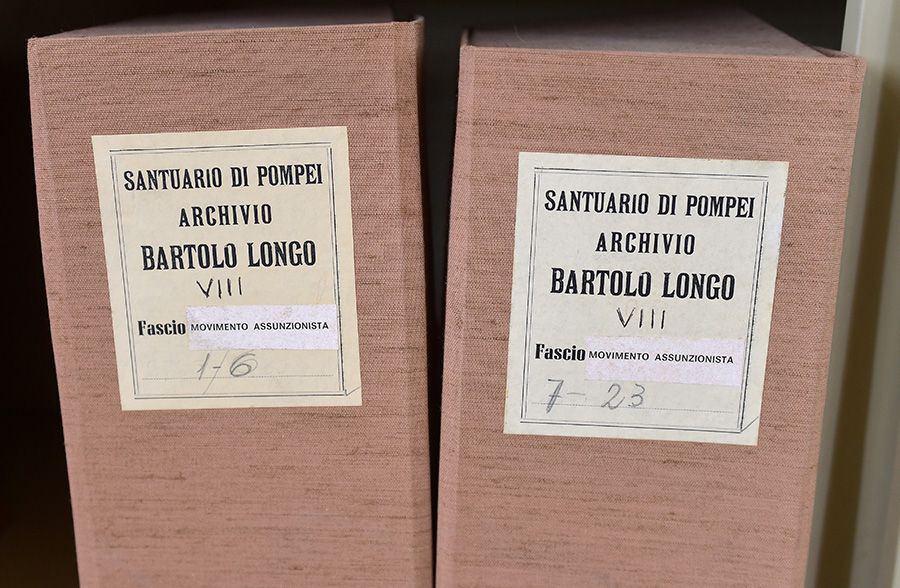 SANTUARIO DI POMPEI
ARCHIVIO
BARTOLO LONGO
VIII
Fascio MOVIMENTO ASSUNZIONISTA
1-6
SANTUARIO DI POMPEI
ARCHIVIO
BARTOLO LONGO
VIII
Fascio MOVIMENTO ASSUNZIONISTA
7- 23